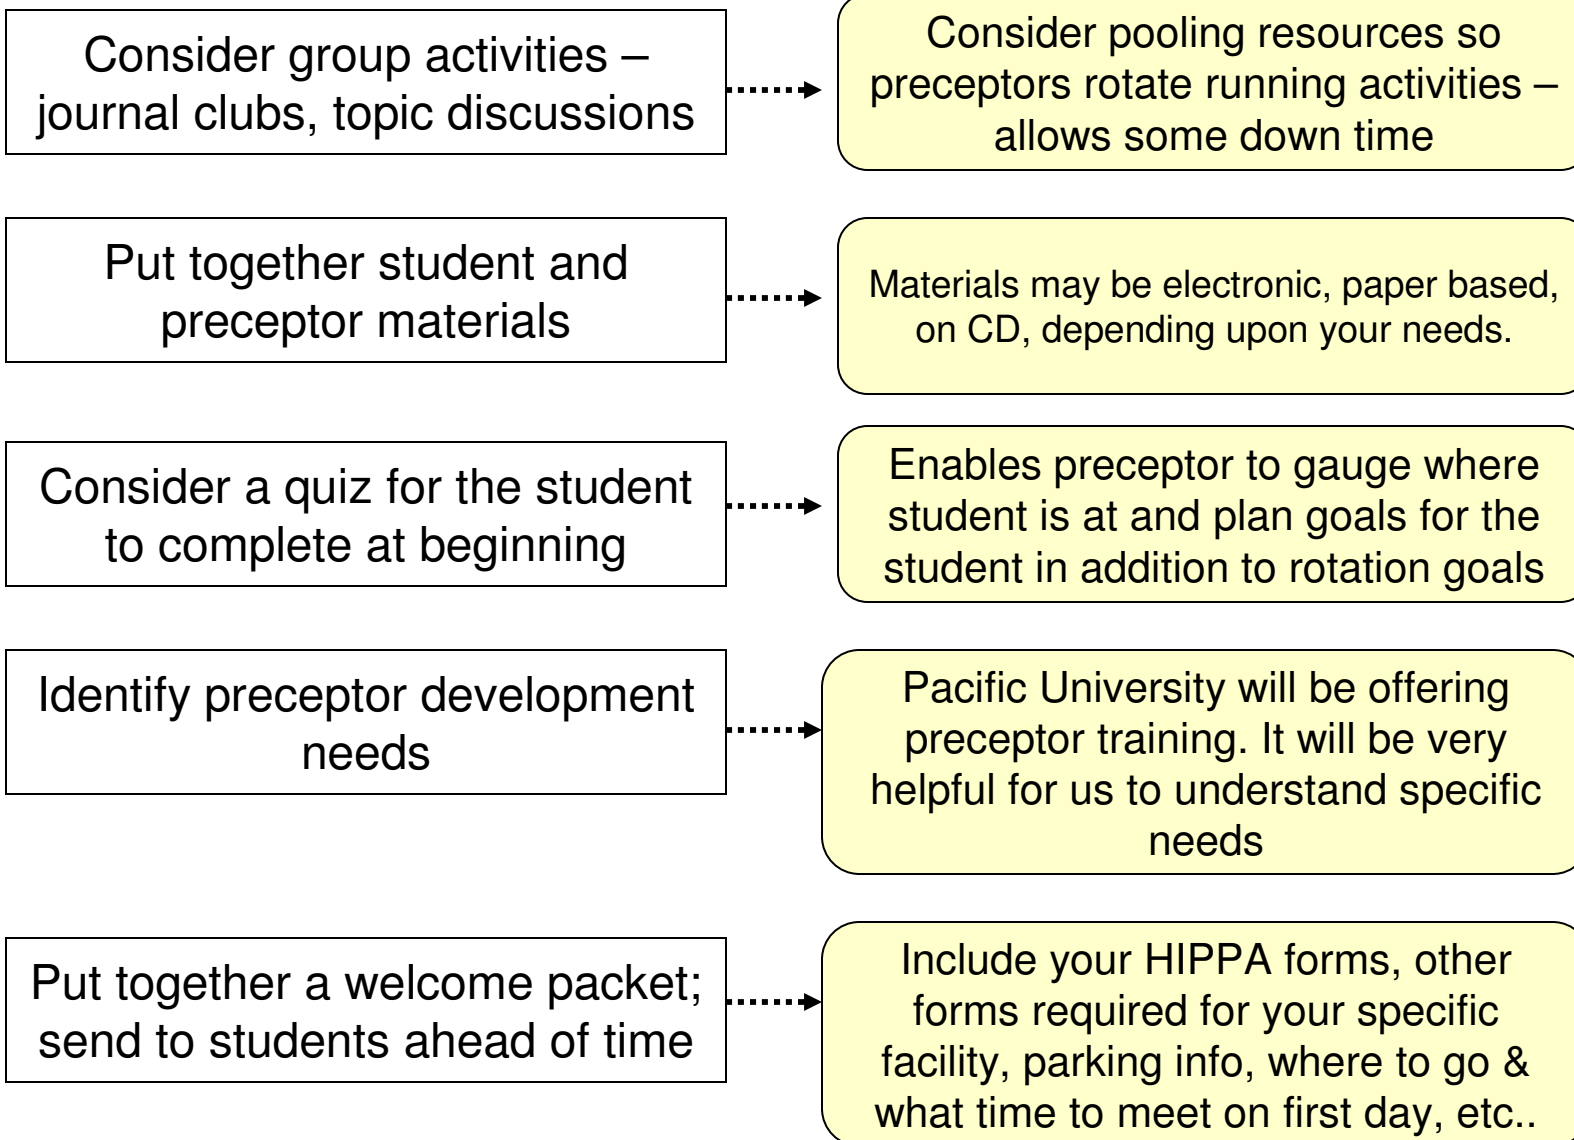 Consider group activities –
journal clubs, topic discussions
Consider pooling resources so
preceptors rotate running activities –
allows some down time
Put together student and
preceptor materials
Materials may be electronic, paper based,
on CD, depending upon your needs.
Consider a quiz for the student
to complete at beginning
Enables preceptor to gauge where
student is at and plan goals for the
student in addition to rotation goals
Identify preceptor development
needs
Pacific University will be offering
preceptor training. It will be very
helpful for us to understand specific
needs
Put together a welcome packet;
send to students ahead of time
Include your HIPPA forms, other
forms required for your specific
facility, parking info, where to go &
what time to meet on first day, etc..